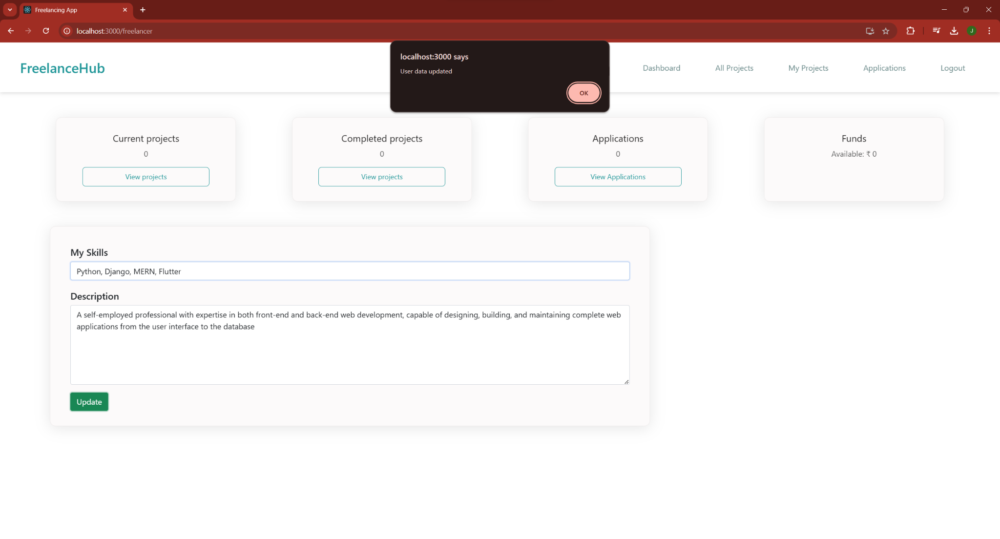 Freelancing App
localhost:3000/freelancer
J
localhost:3000 says
User data updated
OK
FreelanceHub
Dashboard
All Projects
My Projects
Applications
Logout
Current projects
0
View projects
Completed projects
0
View projects
Applications
0
View Applications
Funds
Available: ₹ 0
My Skills
Python, Django, MERN, Flutter
Description
A self-employed professional with expertise in both front-end and back-end web development, capable of designing, building, and maintaining complete web
applications from the user interface to the database
Update